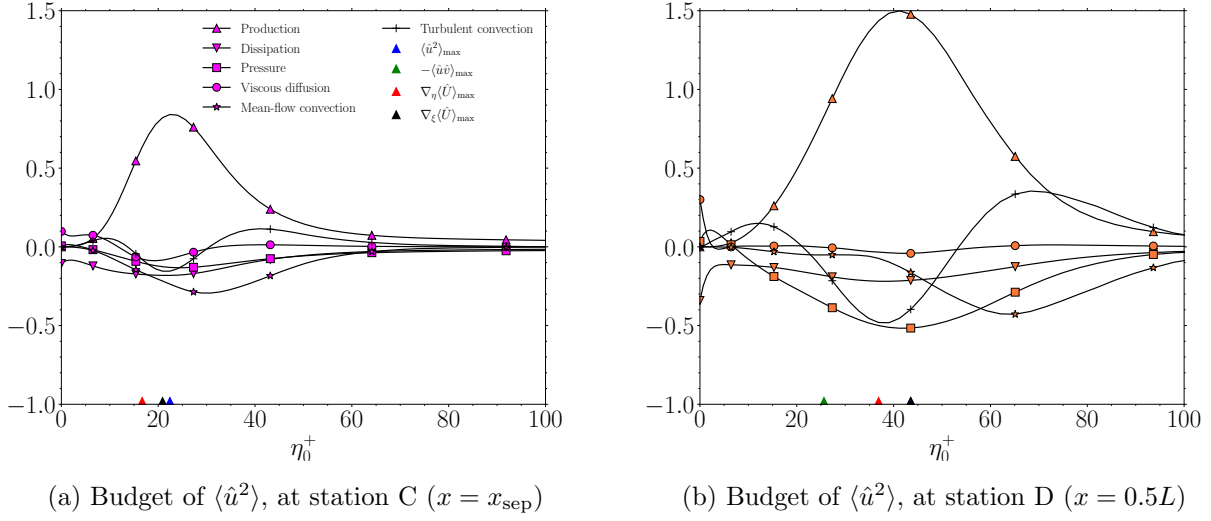 1.5
1.0
0.5
0.0
−0.5
−1.0
0
20
40
60
80
100
η₀⁺
Production
Dissipation
Pressure
Viscous diffusion
Mean-flow convection
Turbulent convection
⟨û²⟩max
−⟨ûv̂⟩max
∇η⟨Û⟩max
∇ξ⟨Û⟩max
(a) Budget of ⟨û²⟩, at station C (x = xsep)
1.5
1.0
0.5
0.0
−0.5
−1.0
0
20
40
60
80
100
η₀⁺
(b) Budget of ⟨û²⟩, at station D (x = 0.5L)